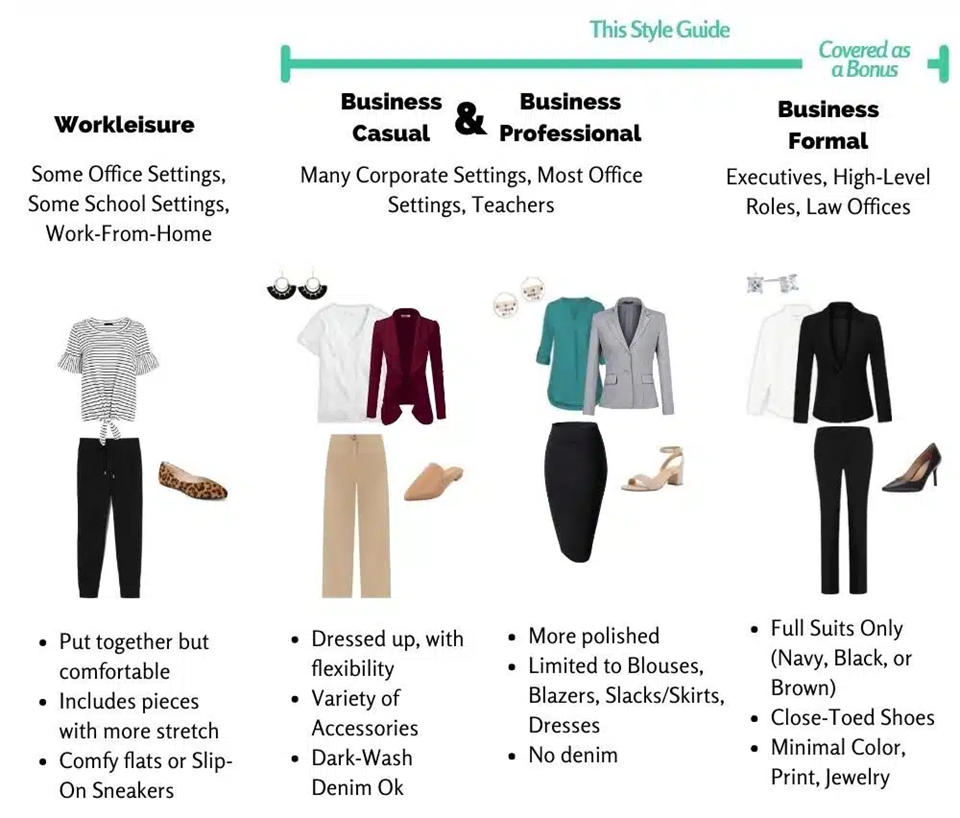 This Style Guide
Covered as
a Bonus
Workleisure
Some Office Settings,
Some School Settings,
Work-From-Home
Business
Casual
&
Business
Professional
Many Corporate Settings, Most Office
Settings, Teachers
Business
Formal
Executives, High-Level
Roles, Law Offices
• Put together but
comfortable
• Includes pieces
with more stretch
• Comfy flats or Slip-
On Sneakers
• Dressed up, with
flexibility
• Variety of
Accessories
• Dark-Wash
Denim Ok
• More polished
• Limited to Blouses,
Blazers, Slacks/Skirts,
Dresses
• No denim
• Full Suits Only
(Navy, Black, or
Brown)
• Close-Toed Shoes
• Minimal Color,
Print, Jewelry